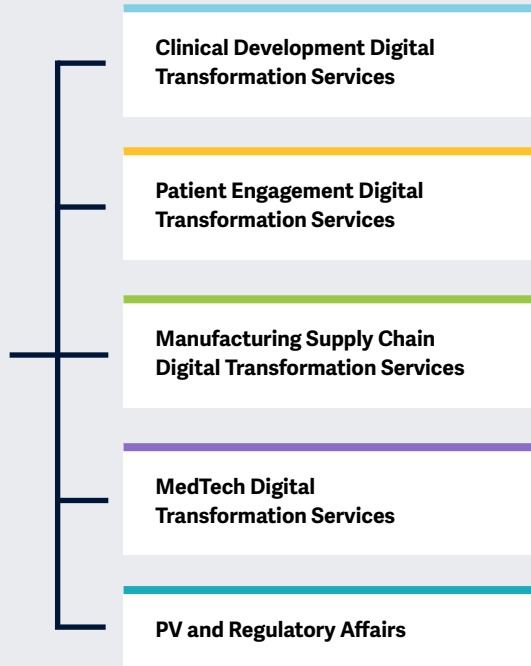 Clinical Development Digital
Transformation Services
Patient Engagement Digital
Transformation Services
Manufacturing Supply Chain
Digital Transformation Services
MedTech Digital
Transformation Services
PV and Regulatory Affairs